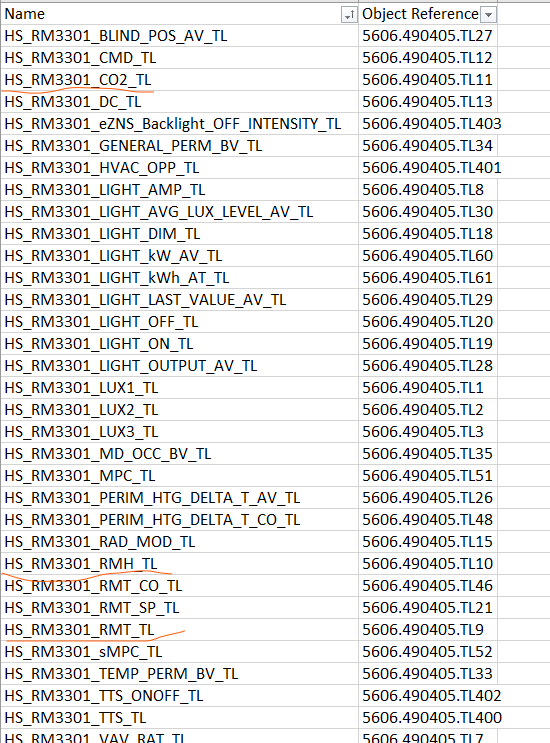 Name Object Reference
HS_RM3301_BLIND_POS_AV_TL 5606.490405.TL27
HS_RM3301_CMD_TL 5606.490405.TL12
HS_RM3301_CO2_TL 5606.490405.TL11
HS_RM3301_DC_TL 5606.490405.TL13
HS_RM3301_eZNS_Backlight_OFF_INTENSITY_TL 5606.490405.TL403
HS_RM3301_GENERAL_PERM_BV_TL 5606.490405.TL34
HS_RM3301_HVAC_OPP_TL 5606.490405.TL401
HS_RM3301_LIGHT_AMP_TL 5606.490405.TL8
HS_RM3301_LIGHT_AVG_LUX_LEVEL_AV_TL 5606.490405.TL30
HS_RM3301_LIGHT_DIM_TL 5606.490405.TL18
HS_RM3301_LIGHT_kW_AV_TL 5606.490405.TL60
HS_RM3301_LIGHT_kWh_AT_TL 5606.490405.TL61
HS_RM3301_LIGHT_LAST_VALUE_AV_TL 5606.490405.TL29
HS_RM3301_LIGHT_OFF_TL 5606.490405.TL20
HS_RM3301_LIGHT_ON_TL 5606.490405.TL19
HS_RM3301_LIGHT_OUTPUT_AV_TL 5606.490405.TL28
HS_RM3301_LUX1_TL 5606.490405.TL1
HS_RM3301_LUX2_TL 5606.490405.TL2
HS_RM3301_LUX3_TL 5606.490405.TL3
HS_RM3301_MD_OCC_BV_TL 5606.490405.TL35
HS_RM3301_MPC_TL 5606.490405.TL51
HS_RM3301_PERIM_HTG_DELTA_T_AV_TL 5606.490405.TL26
HS_RM3301_PERIM_HTG_DELTA_T_CO_TL 5606.490405.TL48
HS_RM3301_RAD_MOD_TL 5606.490405.TL15
HS_RM3301_RMH_TL 5606.490405.TL10
HS_RM3301_RMT_CO_TL 5606.490405.TL46
HS_RM3301_RMT_SP_TL 5606.490405.TL21
HS_RM3301_RMT_TL 5606.490405.TL9
HS_RM3301_sMPC_TL 5606.490405.TL52
HS_RM3301_TEMP_PERM_BV_TL 5606.490405.TL33
HS_RM3301_TTS_ONOFF_TL 5606.490405.TL402
HS_RM3301_TTS_TL 5606.490405.TL400
HS_RM3301_VAV_RAT_TL 5606.490405.TL7